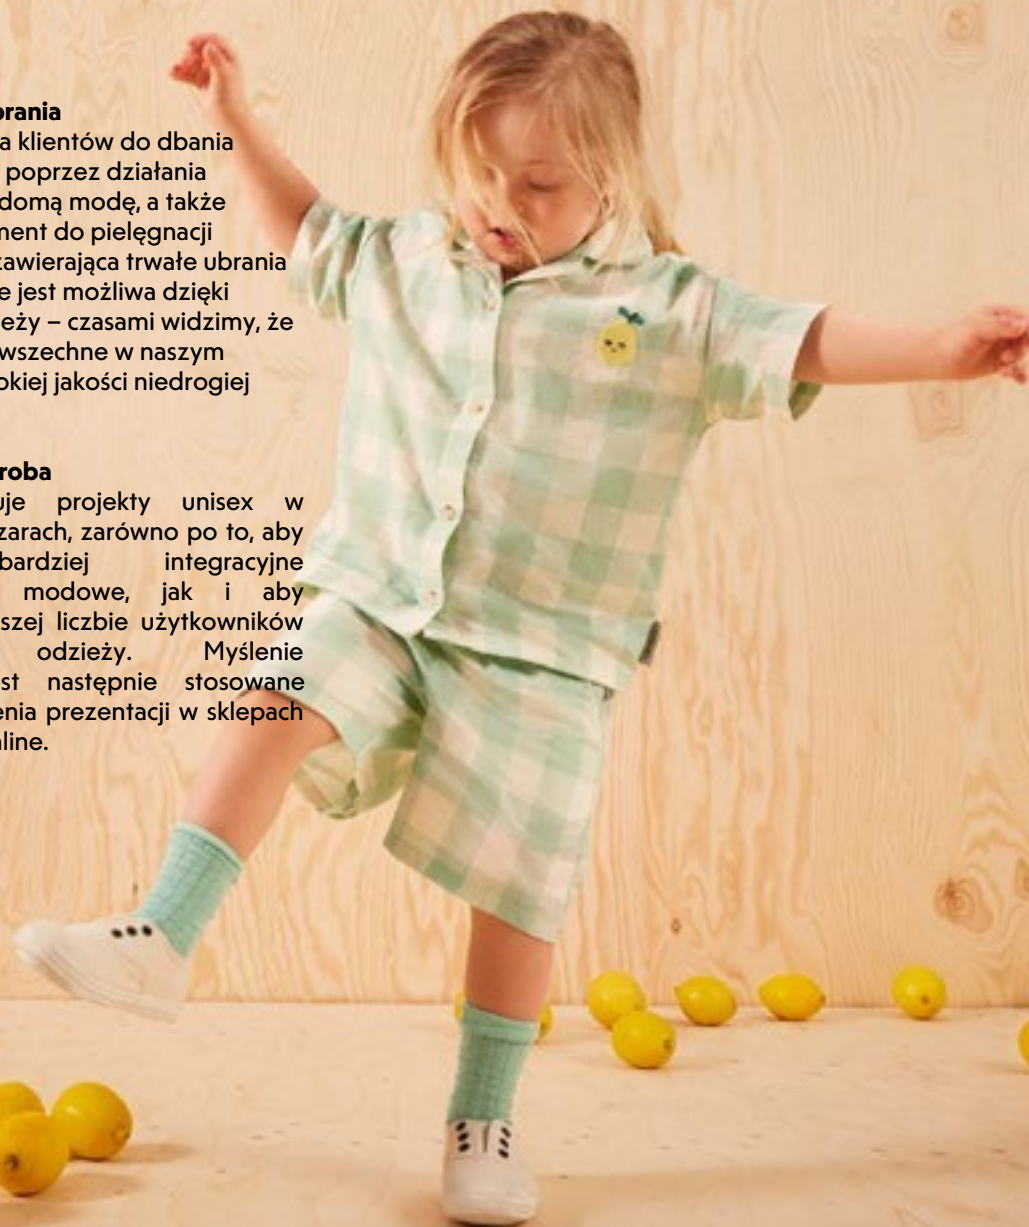 brania
a klientów do dbania
poprzez działania
domą modę, a także
ment do pielęgnacji
zawierająca trwałe ubrania
e jest możliwa dzięki
eży – czasami widzimy, że
wszechne w naszym
okiej jakości niedrogiej
roba
uje projekty unisex w
zarach, zarówno po to, aby
bardziej integracyjne
modowe, jak i aby
szej liczbie użytkowników
odzieży. Myślenie
st następnie stosowane
enia prezentacji w sklepach
line.